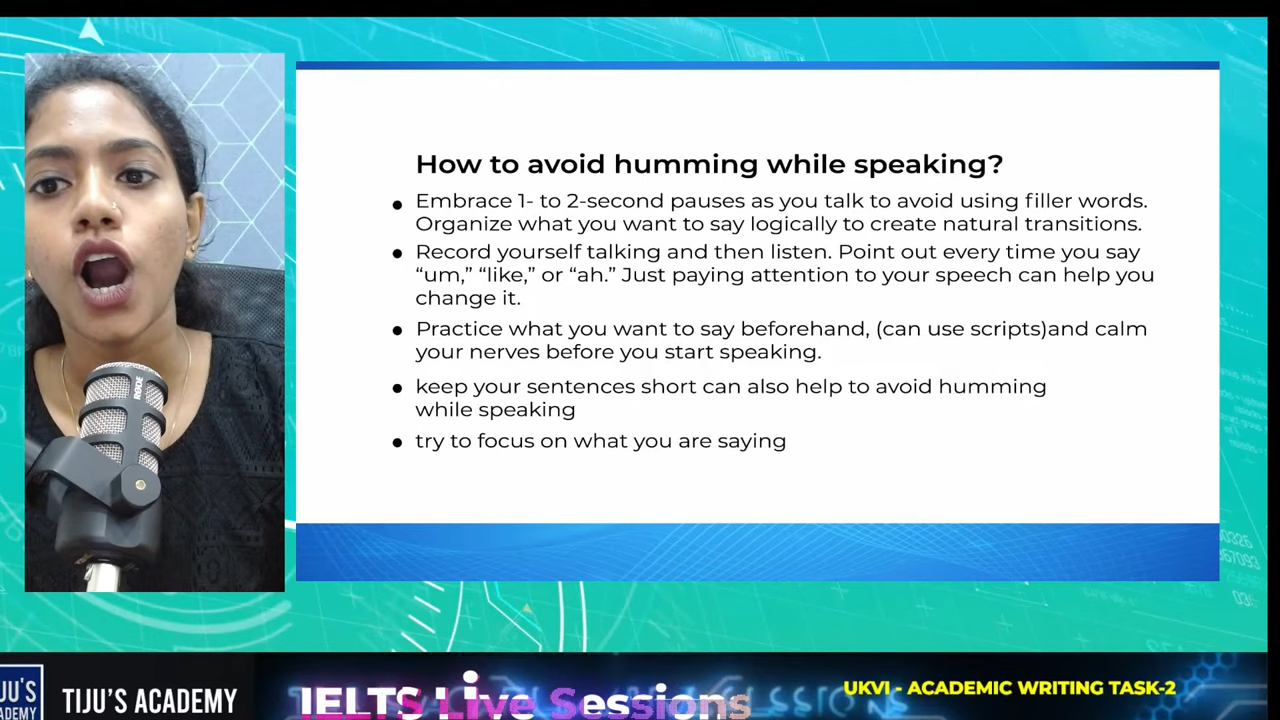 How to avoid humming while speaking?
● Embrace 1- to 2-second pauses as you talk to avoid using filler words.
Organize what you want to say logically to create natural transitions.
● Record yourself talking and then listen. Point out every time you say
“um,” “like,” or “ah.” Just paying attention to your speech can help you
change it.
● Practice what you want to say beforehand, (can use scripts)and calm
your nerves before you start speaking.
● keep your sentences short can also help to avoid humming
while speaking
● try to focus on what you are saying
RODE
TIJU'S ACADEMY
IELTS Live Sessions
UKVI - ACADEMIC WRITING TASK-2